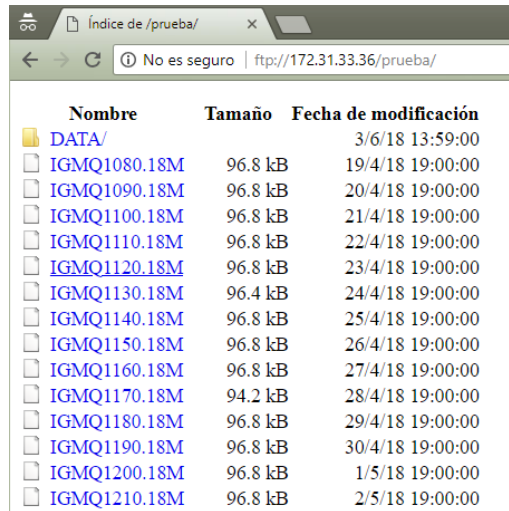 Índice de /prueba/
No es seguro ftp://172.31.33.36/prueba/
Nombre Tamaño Fecha de modificación
DATA/ 3/6/18 13:59:00
IGMQ1080.18M 96.8 kB 19/4/18 19:00:00
IGMQ1090.18M 96.8 kB 20/4/18 19:00:00
IGMQ1100.18M 96.8 kB 21/4/18 19:00:00
IGMQ1110.18M 96.8 kB 22/4/18 19:00:00
IGMQ1120.18M 96.8 kB 23/4/18 19:00:00
IGMQ1130.18M 96.4 kB 24/4/18 19:00:00
IGMQ1140.18M 96.8 kB 25/4/18 19:00:00
IGMQ1150.18M 96.8 kB 26/4/18 19:00:00
IGMQ1160.18M 96.8 kB 27/4/18 19:00:00
IGMQ1170.18M 94.2 kB 28/4/18 19:00:00
IGMQ1180.18M 96.8 kB 29/4/18 19:00:00
IGMQ1190.18M 96.8 kB 30/4/18 19:00:00
IGMQ1200.18M 96.8 kB 1/5/18 19:00:00
IGMQ1210.18M 96.8 kB 2/5/18 19:00:00